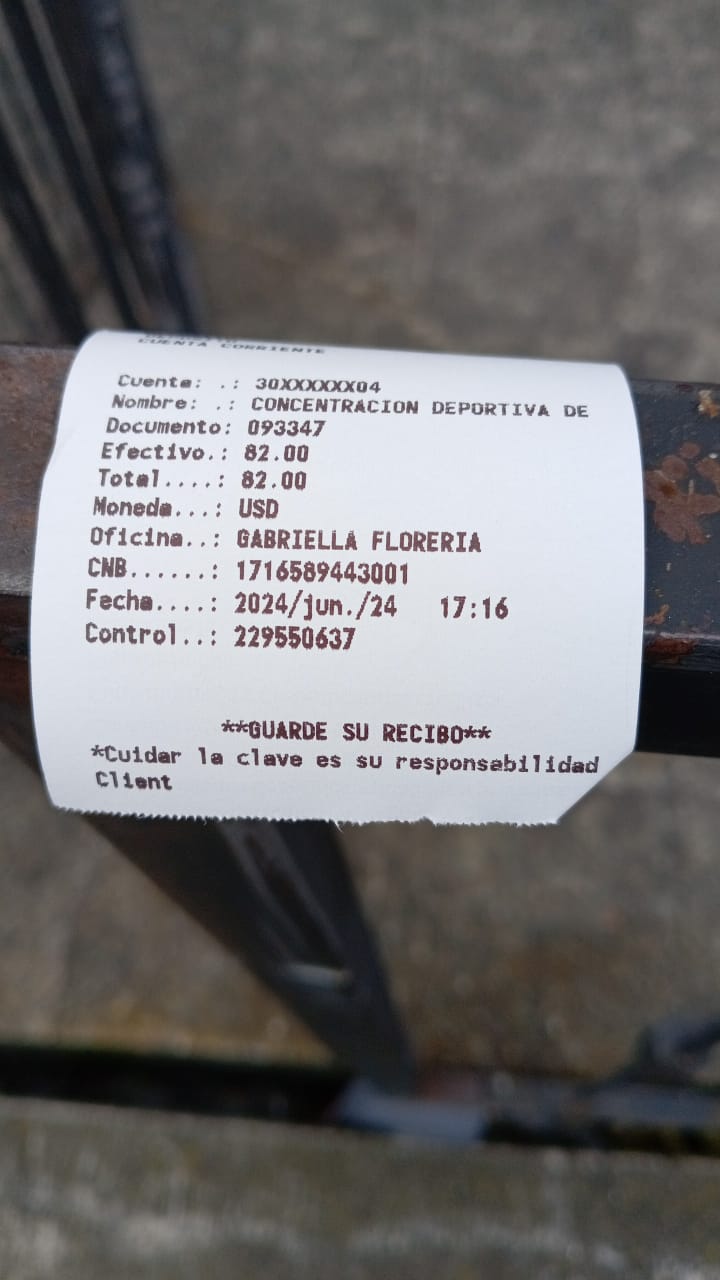 CUENTA CORRIENTE
Cuenta: .: 30XXXXXX04
Nombre: .: CONCENTRACION DEPORTIVA DE
Documento: 093347
Efectivo.: 82.00
Total....: 82.00
Moneda...: USD
Oficina..: GABRIELLA FLORERIA
CNB......: 1716589443001
Fecha....: 2024/jun./24 17:16
Control..: 229550637
**GUARDE SU RECIBO**
*Cuidar la clave es su responsabilidad
Client